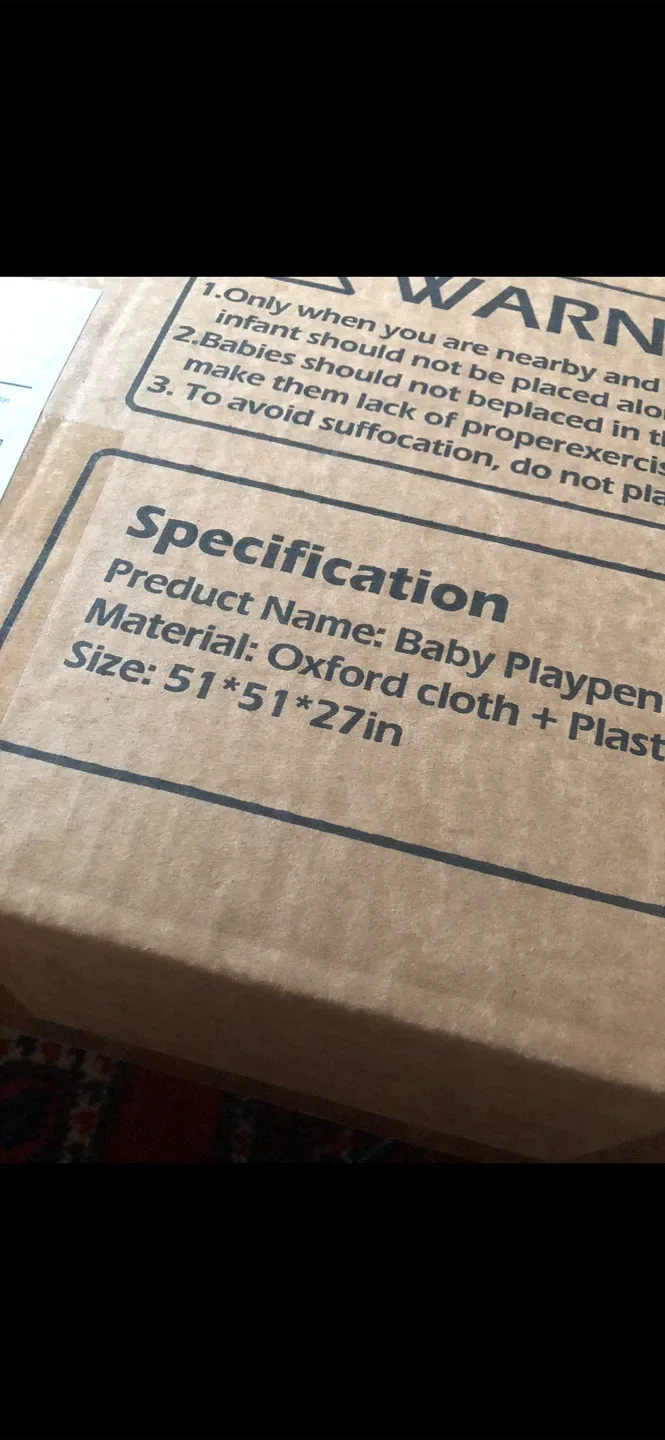 WARN
1.Only when you are nearby and
infant should not be placed alo
2.Babies should not beplaced in t
make them lack of properexercis
3. To avoid suffocation, do not pla
Specification
Preduct Name: Baby Playpen
Material: Oxford cloth + Plast
Size: 51*51*27in